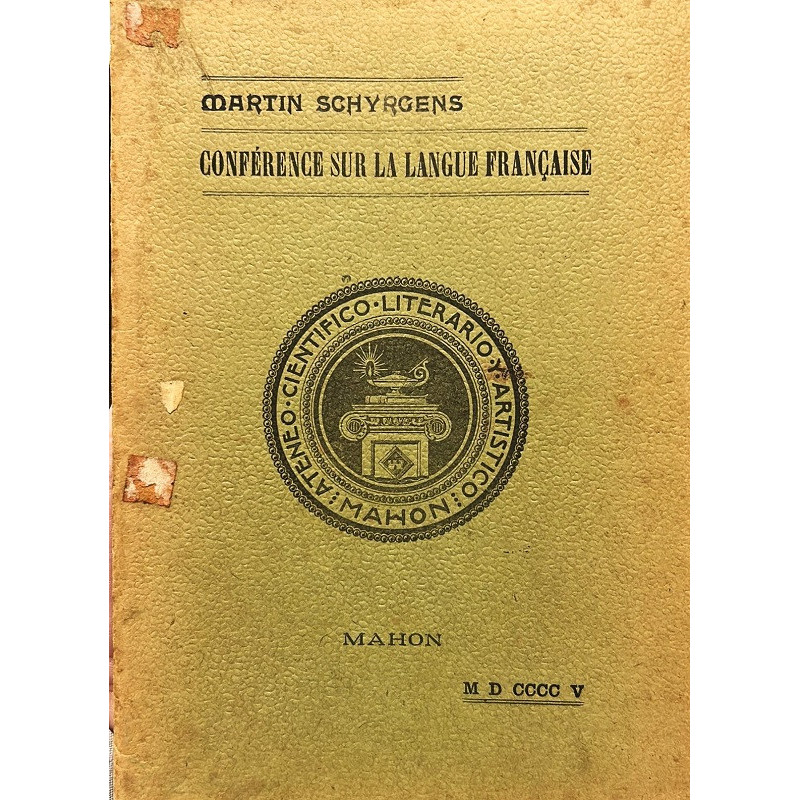 MARTIN SCHYRGENS
CONFÉRENCE SUR LA LANGUE FRANÇAISE
ATENEO · CIENTIFICO · LITERARIO · Y · ARTISTICO
MAHON
MAHON
M D CCCC V